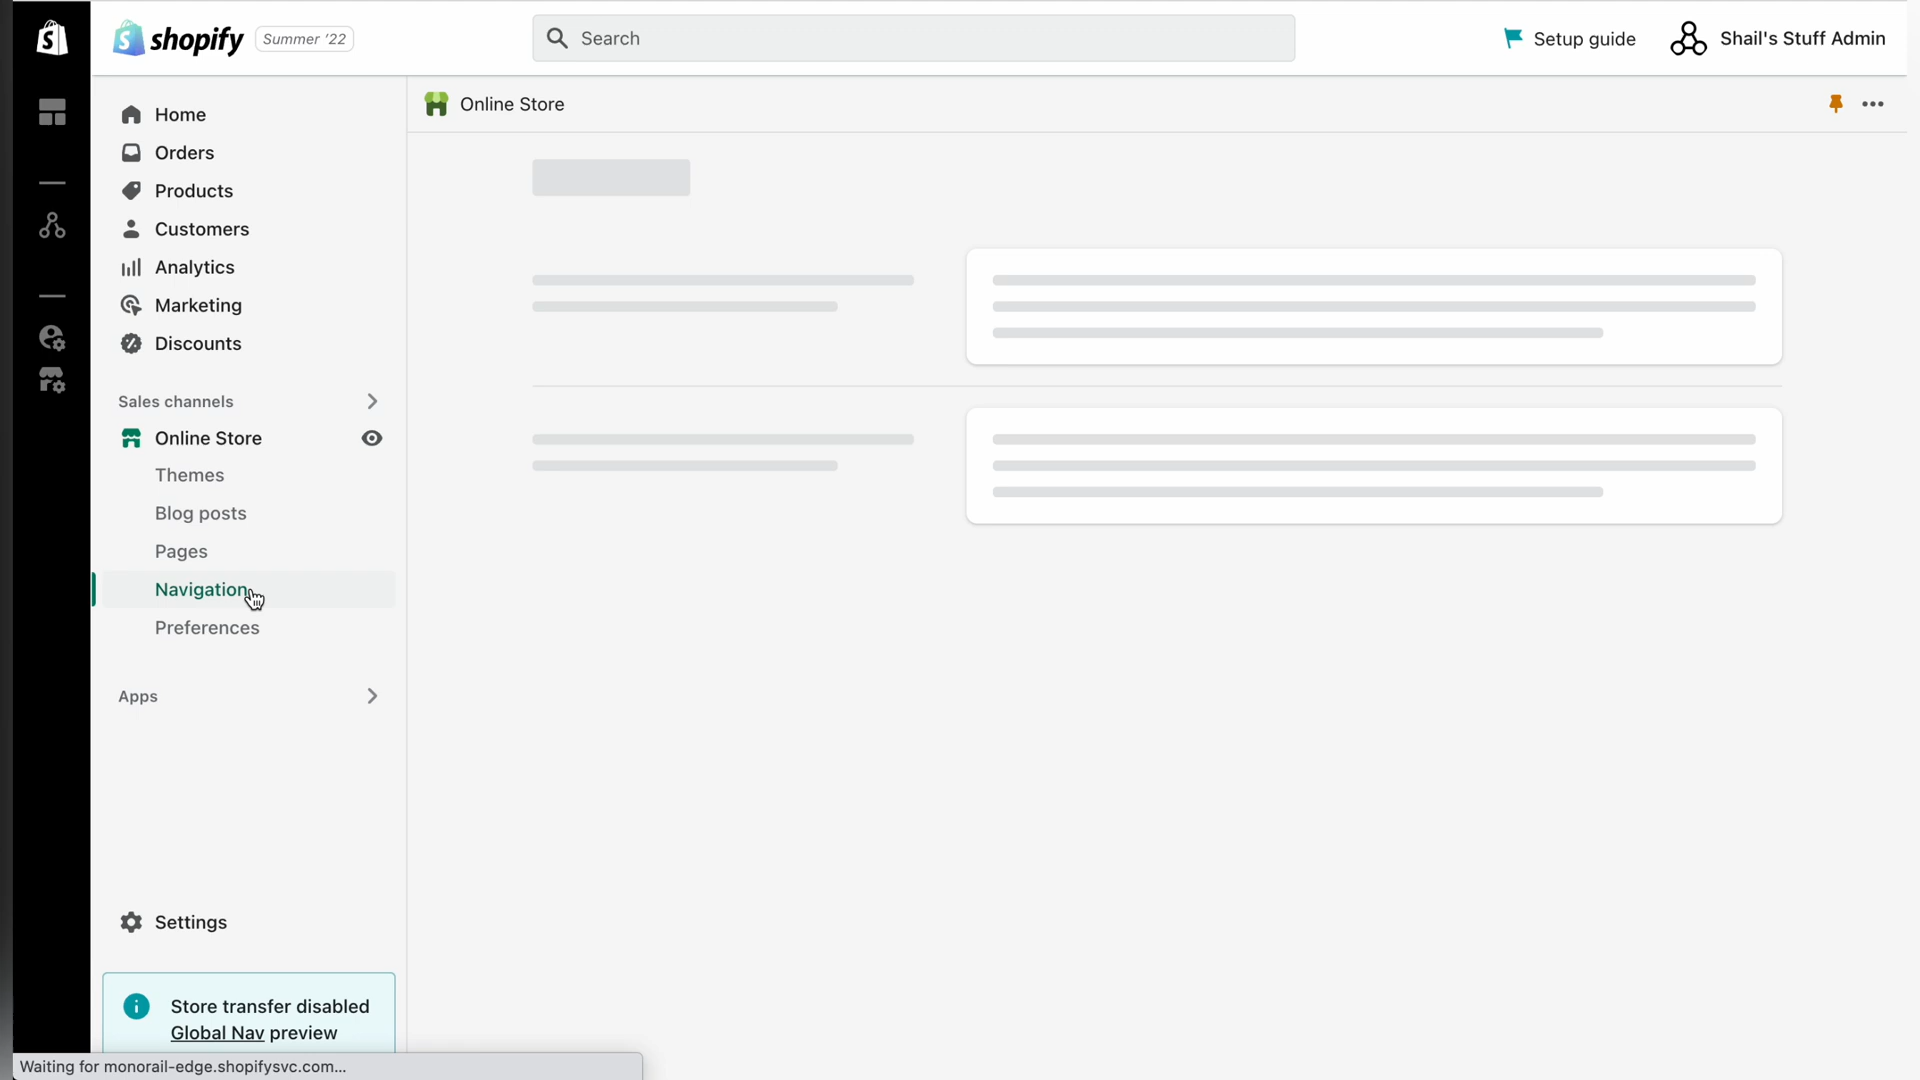 shopify Summer '22
Search
Setup guide
Shail's Stuff Admin
Home
Orders
Products
Customers
Analytics
Marketing
Discounts
Sales channels
Online Store
Themes
Blog posts
Pages
Navigation
Preferences
Apps
Settings
Store transfer disabled
Global Nav preview
Waiting for monorail-edge.shopifysvc.com...
Online Store